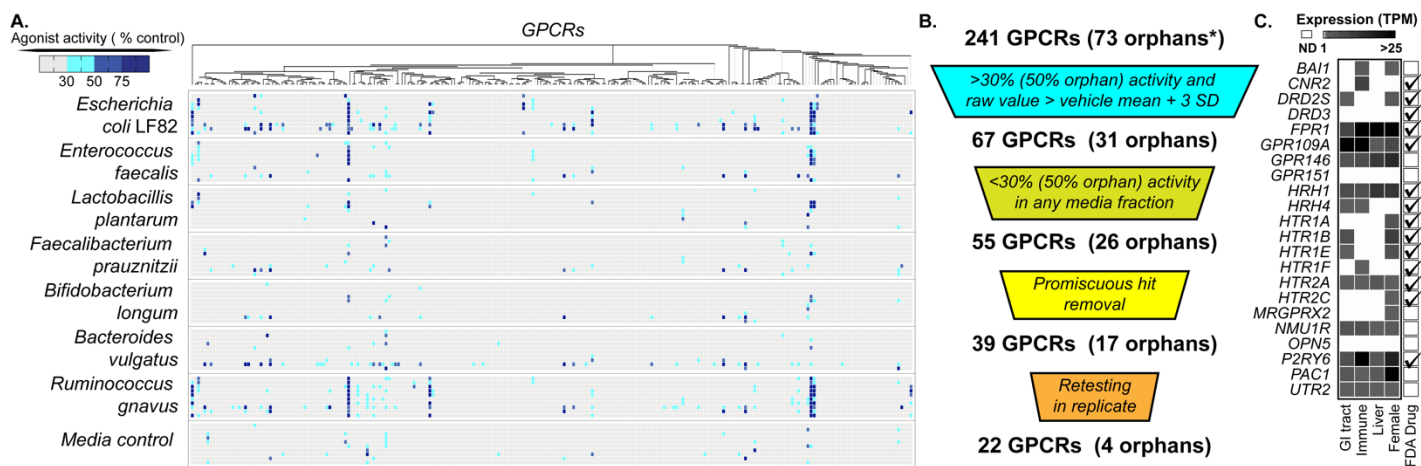 A.
Agonist activity ( % control)
30 50 75
GPCRs
Escherichia
coli LF82
Enterococcus
faecalis
Lactobacillis
plantarum
Faecalibacterium
prauznitzii
Bifidobacterium
longum
Bacteroides
vulgatus
Ruminococcus
gnavus
Media control
B.
241 GPCRs (73 orphans*)
>30% (50% orphan) activity and
raw value > vehicle mean + 3 SD
67 GPCRs (31 orphans)
<30% (50% orphan) activity
in any media fraction
55 GPCRs (26 orphans)
Promiscuous hit
removal
39 GPCRs (17 orphans)
Retesting
in replicate
22 GPCRs (4 orphans)
C.
Expression (TPM)
ND 1 >25
BAI1
CNR2
DRD2S
DRD3
FPR1
GPR109A
GPR146
GPR151
HRH1
HRH4
HTR1A
HTR1B
HTR1E
HTR1F
HTR2A
HTR2C
MRGPRX2
NMU1R
OPN5
P2RY6
PAC1
UTR2
GI tract
Immune
Liver
Female
FDA Drug